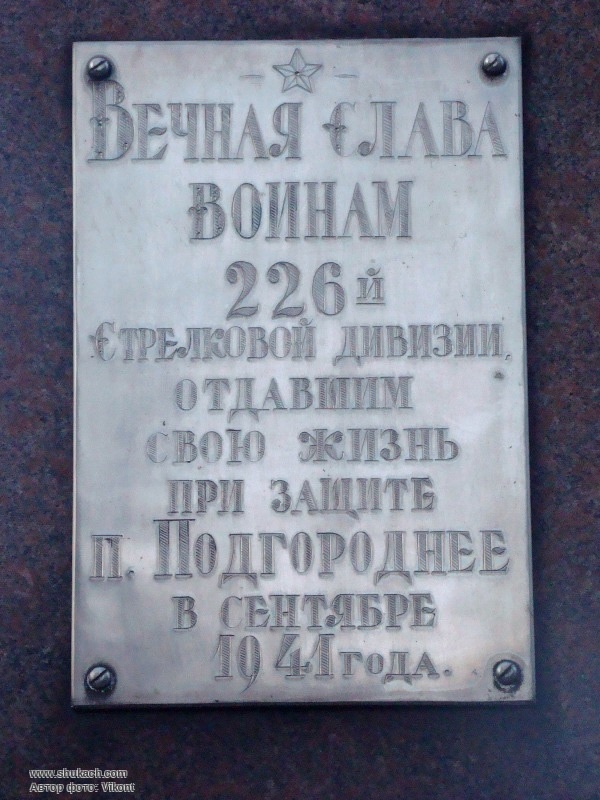 Вечная Слава
воинам
226й
Стрелковой дивизии,
отдавшим
свою жизнь
при защите
п. Подгороднее
в сентябре
1941 года.
www.shukach.com
Автор фото: Vikont